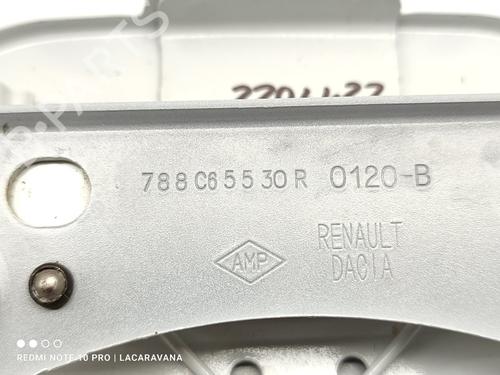 788C65530R 0120-B
AMP
RENAULT
DACIA
REDMI NOTE 10 PRO | LACARAVANA